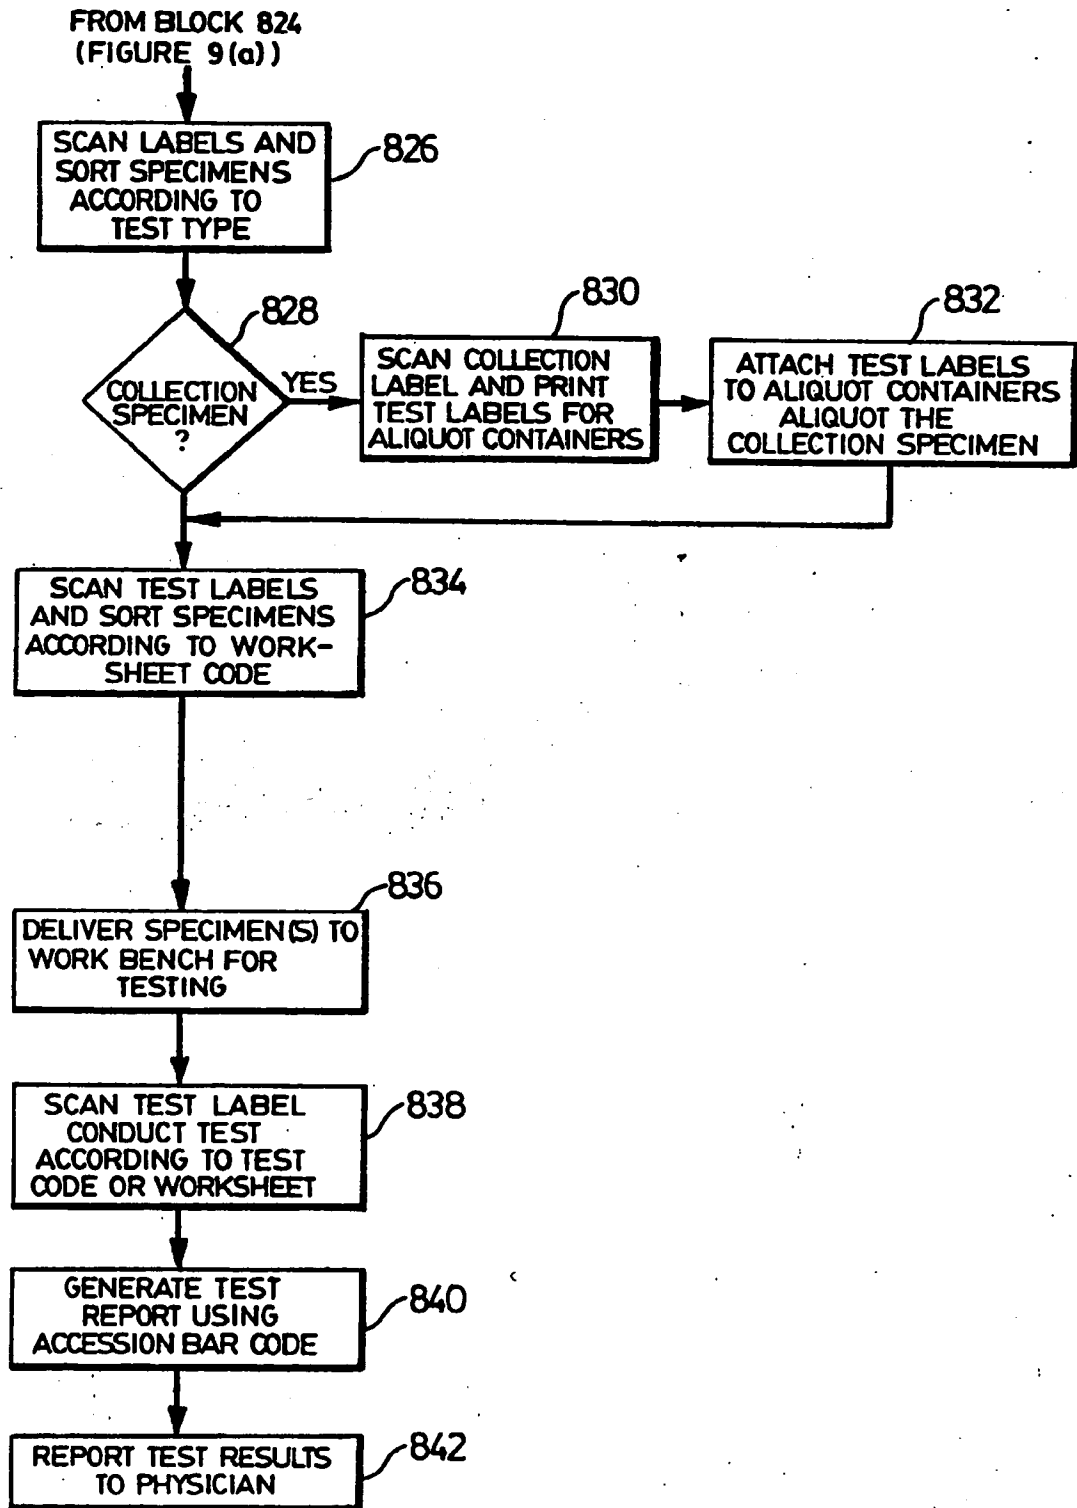 FROM BLOCK 824
(FIGURE 9(a))
SCAN LABELS AND
SORT SPECIMENS
ACCORDING TO
TEST TYPE
826
828
COLLECTION
SPECIMEN
?
YES
830
SCAN COLLECTION
LABEL AND PRINT
TEST LABELS FOR
ALIQUOT CONTAINERS
832
ATTACH TEST LABELS
TO ALIQUOT CONTAINERS
ALIQUOT THE
COLLECTION SPECIMEN
SCAN TEST LABELS
AND SORT SPECIMENS
ACCORDING TO WORK-
SHEET CODE
834
836
DELIVER SPECIMEN(S) TO
WORK BENCH FOR
TESTING
SCAN TEST LABEL
CONDUCT TEST
ACCORDING TO TEST
CODE OR WORKSHEET
838
GENERATE TEST
REPORT USING
ACCESSION BAR CODE
840
REPORT TEST RESULTS
TO PHYSICIAN
842